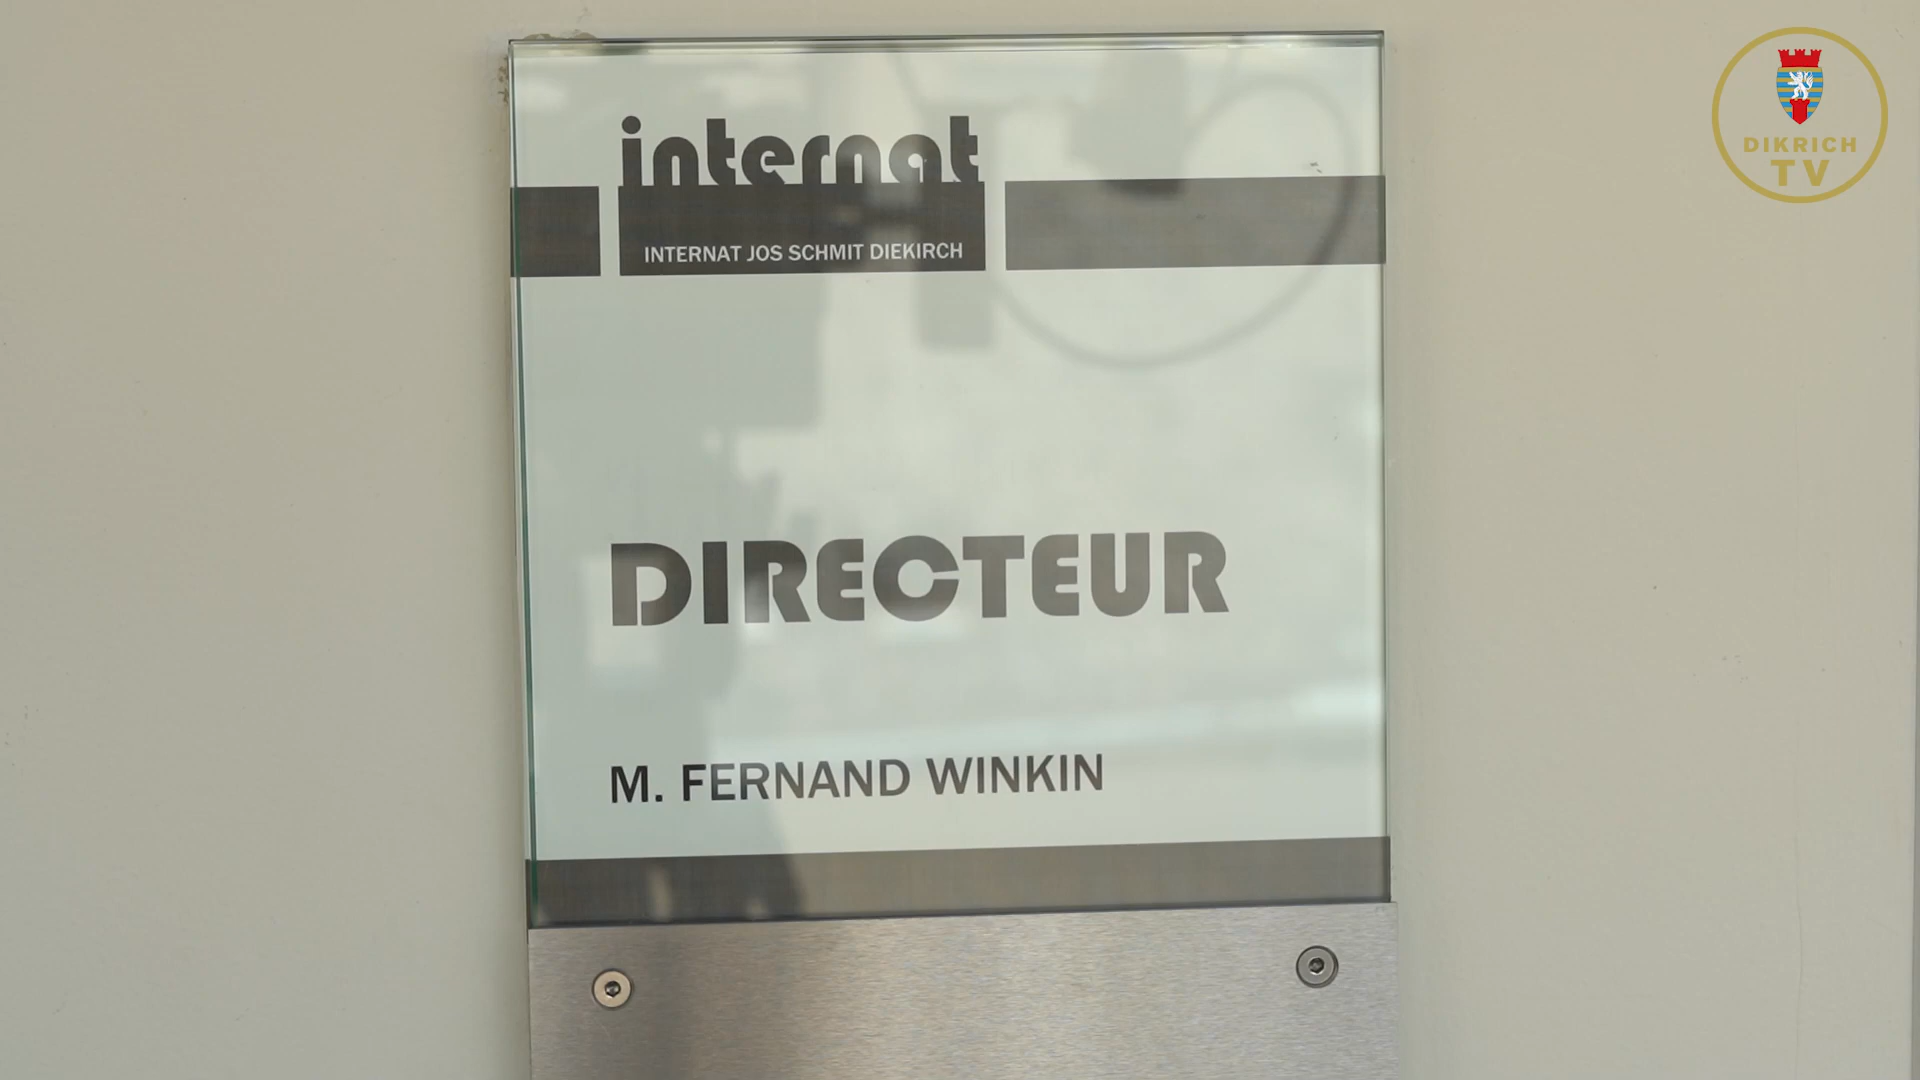 internat
INTERNAT JOS SCHMIT DIEKIRCH
DIRECTEUR
M. FERNAND WINKIN
DIKRICH
TV